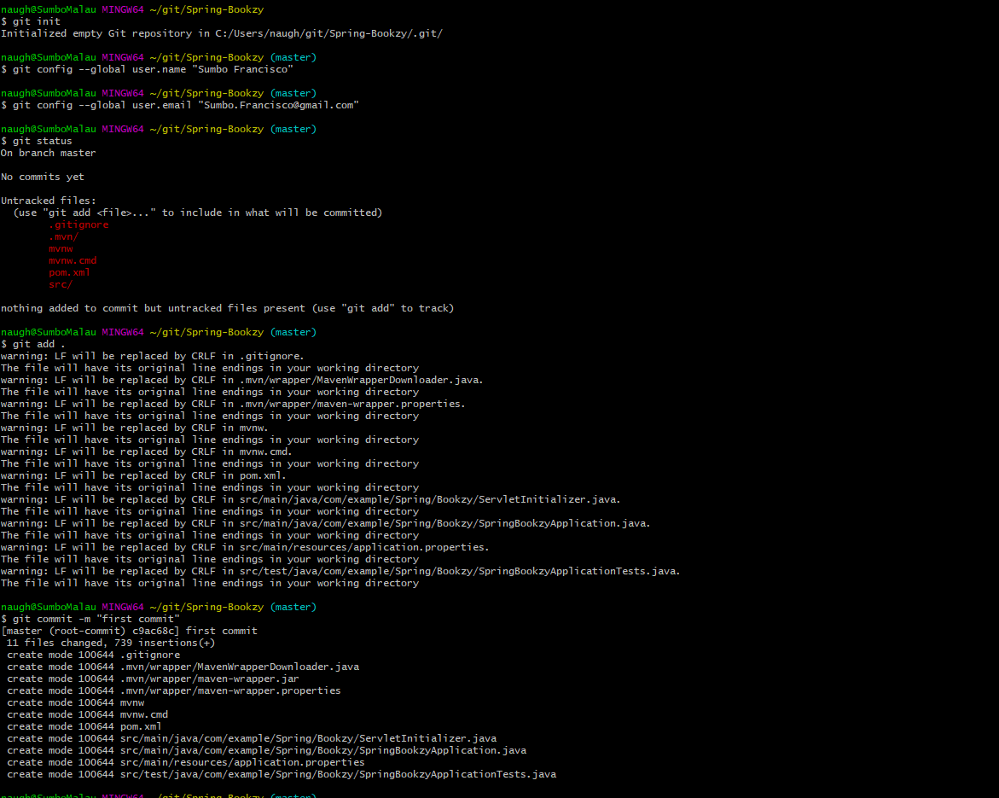 naugh@SumboMalau MINGW64 ~/git/Spring-Bookzy
$ git init
Initialized empty Git repository in C:/Users/naugh/git/Spring-Bookzy/.git/
naugh@SumboMalau MINGW64 ~/git/Spring-Bookzy (master)
$ git config --global user.name "Sumbo Francisco"
naugh@SumboMalau MINGW64 ~/git/Spring-Bookzy (master)
$ git config --global user.email "Sumbo.Francisco@gmail.com"
naugh@SumboMalau MINGW64 ~/git/Spring-Bookzy (master)
$ git status
On branch master
No commits yet
Untracked files:
(use "git add <file>..." to include in what will be committed)
.gitignore
.mvn/
mvnw
mvnw.cmd
pom.xml
src/
nothing added to commit but untracked files present (use "git add" to track)
naugh@SumboMalau MINGW64 ~/git/Spring-Bookzy (master)
$ git add .
warning: LF will be replaced by CRLF in .gitignore.
The file will have its original line endings in your working directory
warning: LF will be replaced by CRLF in .mvn/wrapper/MavenWrapperDownloader.java.
The file will have its original line endings in your working directory
warning: LF will be replaced by CRLF in .mvn/wrapper/maven-wrapper.properties.
The file will have its original line endings in your working directory
warning: LF will be replaced by CRLF in mvnw.
The file will have its original line endings in your working directory
warning: LF will be replaced by CRLF in mvnw.cmd.
The file will have its original line endings in your working directory
warning: LF will be replaced by CRLF in pom.xml.
The file will have its original line endings in your working directory
warning: LF will be replaced by CRLF in src/main/java/com/example/Spring/Bookzy/ServletInitializer.java.
The file will have its original line endings in your working directory
warning: LF will be replaced by CRLF in src/main/java/com/example/Spring/Bookzy/SpringBookzyApplication.java.
The file will have its original line endings in your working directory
warning: LF will be replaced by CRLF in src/main/resources/application.properties.
The file will have its original line endings in your working directory
warning: LF will be replaced by CRLF in src/test/java/com/example/Spring/Bookzy/SpringBookzyApplicationTests.java.
The file will have its original line endings in your working directory
naugh@SumboMalau MINGW64 ~/git/Spring-Bookzy (master)
$ git commit -m "first commit"
[master (root-commit) c9ac68c] first commit
11 files changed, 739 insertions(+)
create mode 100644 .gitignore
create mode 100644 .mvn/wrapper/MavenWrapperDownloader.java
create mode 100644 .mvn/wrapper/maven-wrapper.jar
create mode 100644 .mvn/wrapper/maven-wrapper.properties
create mode 100644 mvnw
create mode 100644 mvnw.cmd
create mode 100644 pom.xml
create mode 100644 src/main/java/com/example/Spring/Bookzy/ServletInitializer.java
create mode 100644 src/main/java/com/example/Spring/Bookzy/SpringBookzyApplication.java
create mode 100644 src/main/resources/application.properties
create mode 100644 src/test/java/com/example/Spring/Bookzy/SpringBookzyApplicationTests.java
naugh@SumboMalau MINGW64 ~/git/Spring-Bookzy (master)